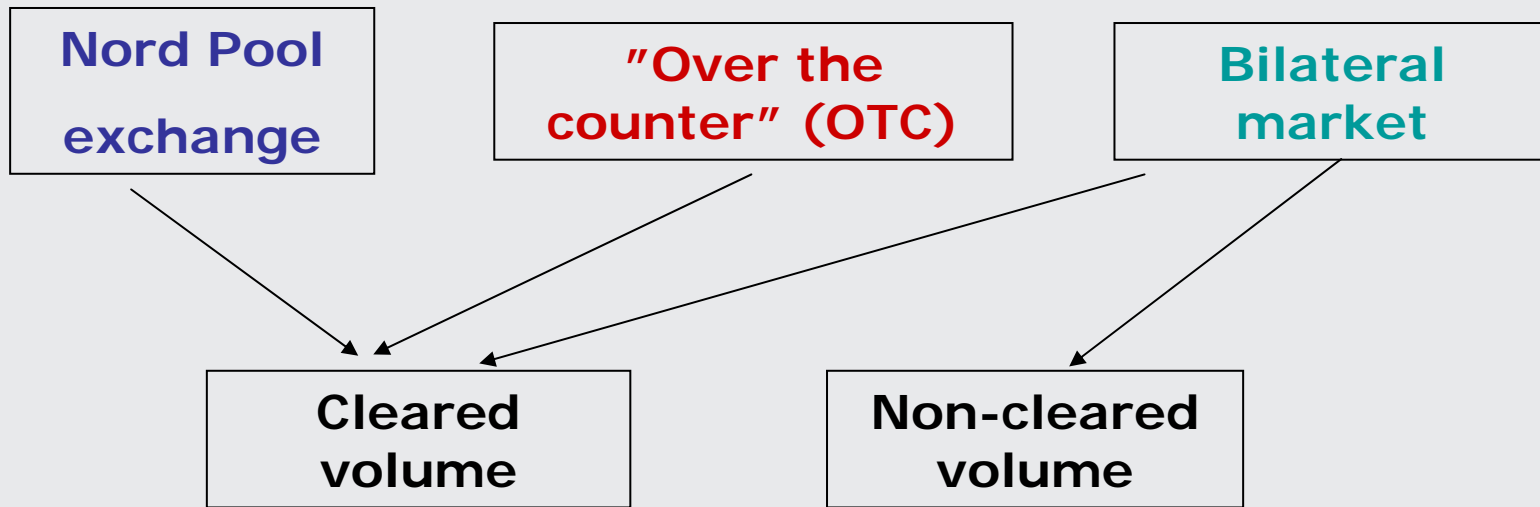 Nord Pool
exchange
"Over the
counter" (OTC)
Bilateral
market
Cleared
volume
Non-cleared
volume